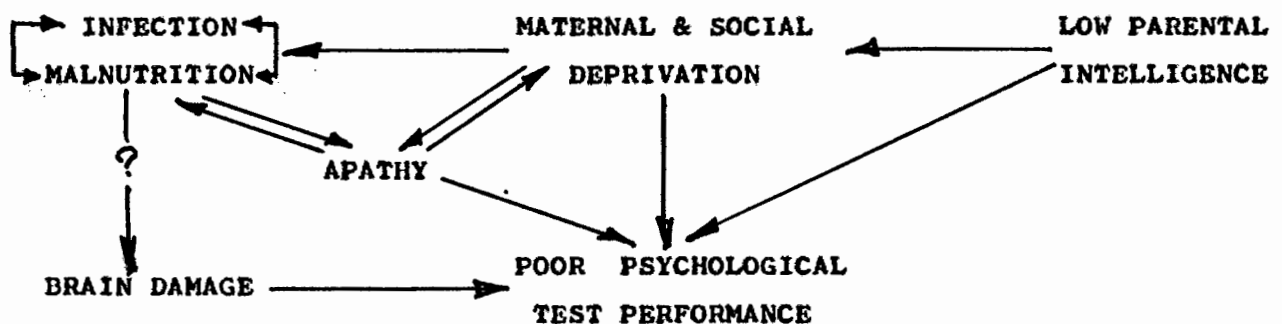 INFECTION
MALNUTRITION
MATERNAL & SOCIAL
DEPRIVATION
LOW PARENTAL
INTELLIGENCE
?
APATHY
BRAIN DAMAGE
POOR PSYCHOLOGICAL
TEST PERFORMANCE